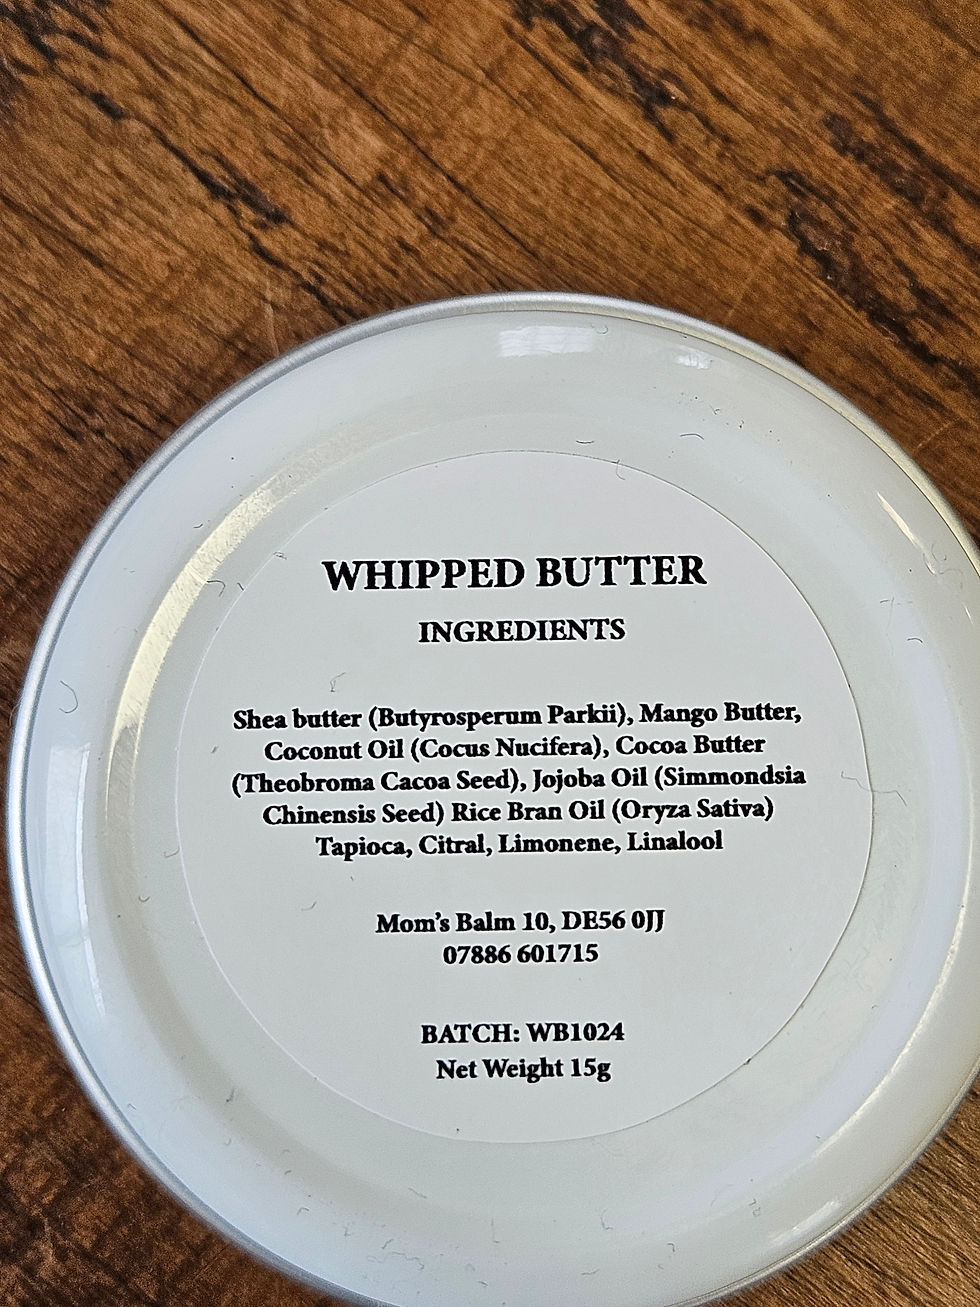 WHIPPED BUTTER
INGREDIENTS
Shea butter (Butyrosperum Parkii), Mango Butter,
Coconut Oil (Cocus Nucifera), Cocoa Butter
(Theobroma Cacoa Seed), Jojoba Oil (Simmondsia
Chinensis Seed) Rice Bran Oil (Oryza Sativa)
Tapioca, Citral, Limonene, Linalool
Mom's Balm 10, DE56 0JJ
07886 601715
BATCH: WB1024
Net Weight 15g